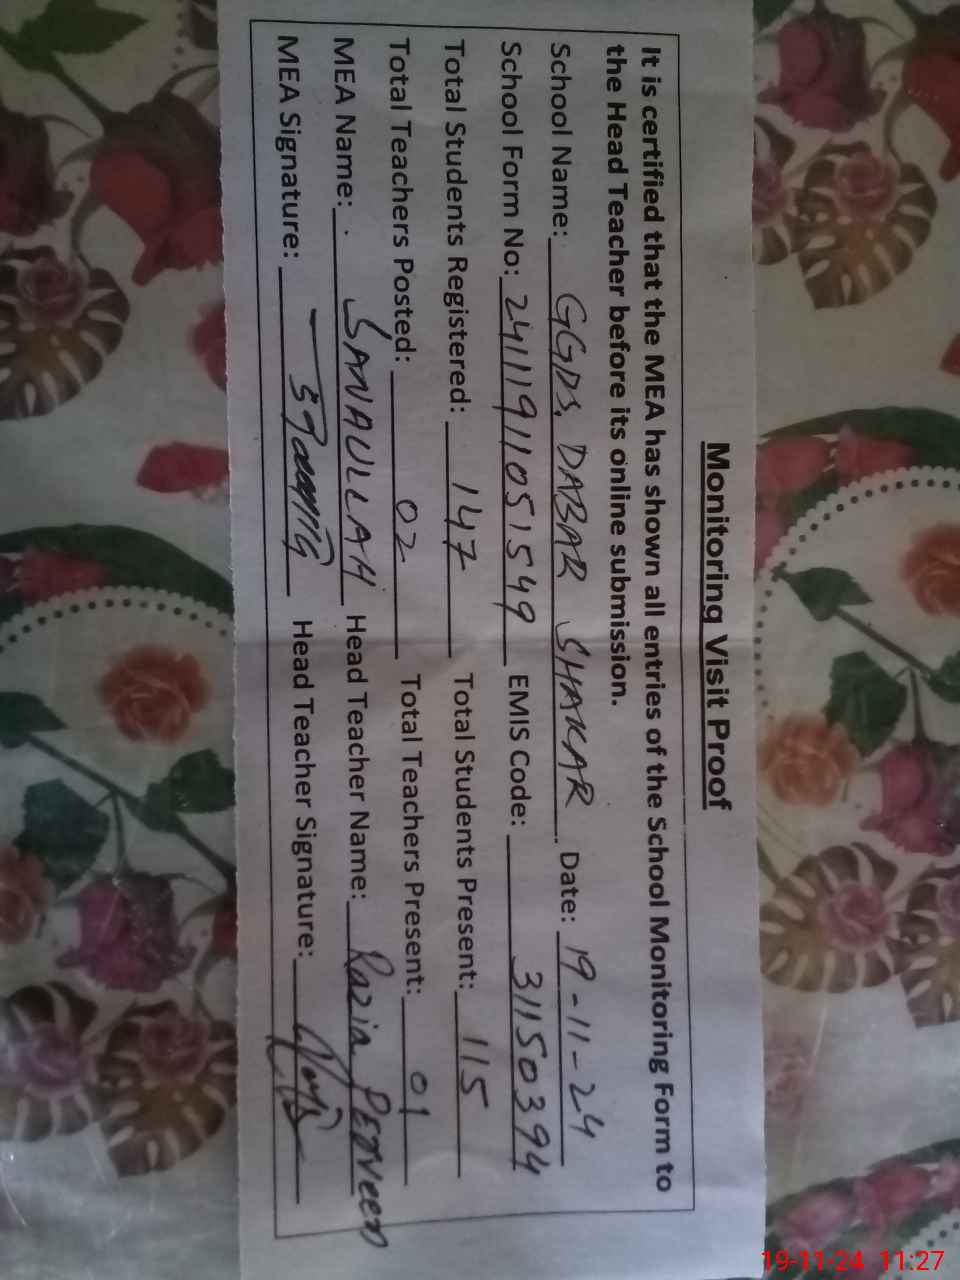 Monitoring Visit Proof
It is certified that the MEA has shown all entries of the School Monitoring Form to
the Head Teacher before its online submission.
School Name: GGPS, DABAR SHAKAR Date: 19-11-24
School Form No: 24111911051549 EMIS Code: 31150394
Total Students Registered: 147 Total Students Present: 115
Total Teachers Posted: 02 Total Teachers Present: 01
MEA Name: SANAULLAH Head Teacher Name: Razia Perveen
MEA Signature: Head Teacher Signature:
19-11-24 11:27